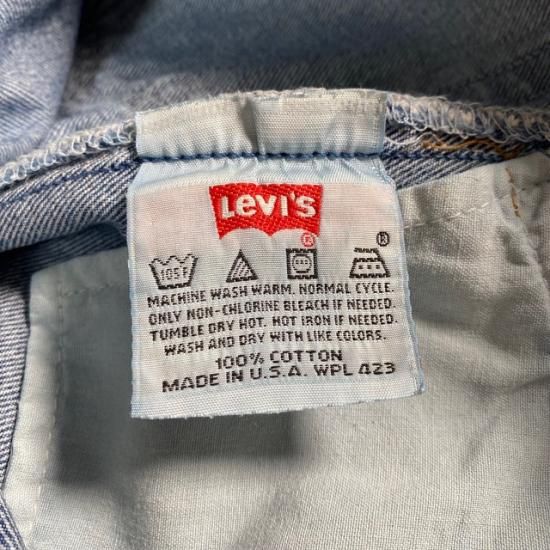 Levi's
®
105F ®
MACHINE WASH WARM. NORMAL CYCLE.
ONLY NON-CHLORINE BLEACH IF NEEDED.
TUMBLE DRY HOT. HOT IRON IF NEEDED.
WASH AND DRY WITH LIKE COLORS.
100% COTTON
MADE IN U.S.A. WPL 423